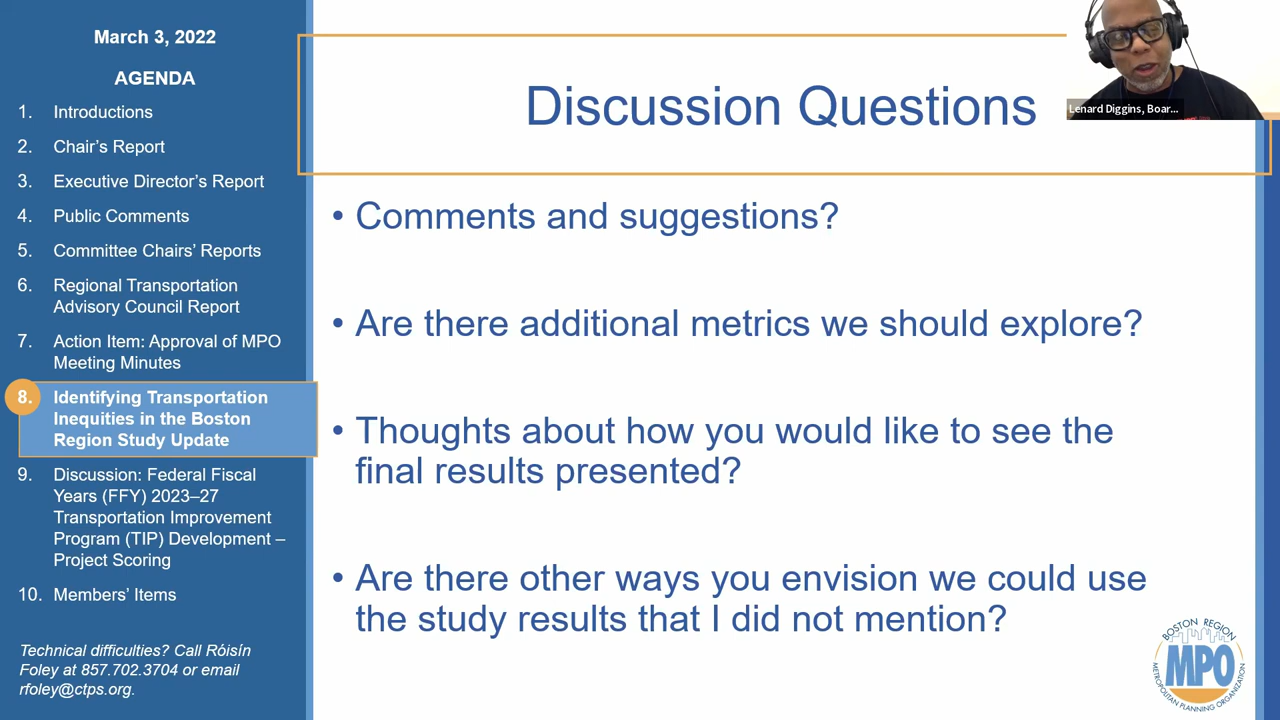 March 3, 2022
AGENDA
1. Introductions
2. Chair's Report
3. Executive Director's Report
4. Public Comments
5. Committee Chairs' Reports
6. Regional Transportation
Advisory Council Report
7. Action Item: Approval of MPO
Meeting Minutes
8. Identifying Transportation
Inequities in the Boston
Region Study Update
9. Discussion: Federal Fiscal
Years (FFY) 2023–27
Transportation Improvement
Program (TIP) Development –
Project Scoring
10. Members' Items
Technical difficulties? Call Róisín
Foley at 857.702.3704 or email
rfoley@ctps.org.
Lenard Diggins, Boar...
Discussion Questions
• Comments and suggestions?
• Are there additional metrics we should explore?
• Thoughts about how you would like to see the
final results presented?
• Are there other ways you envision we could use
the study results that I did not mention?
BOSTON REGION
MPO
METROPOLITAN PLANNING ORGANIZATION